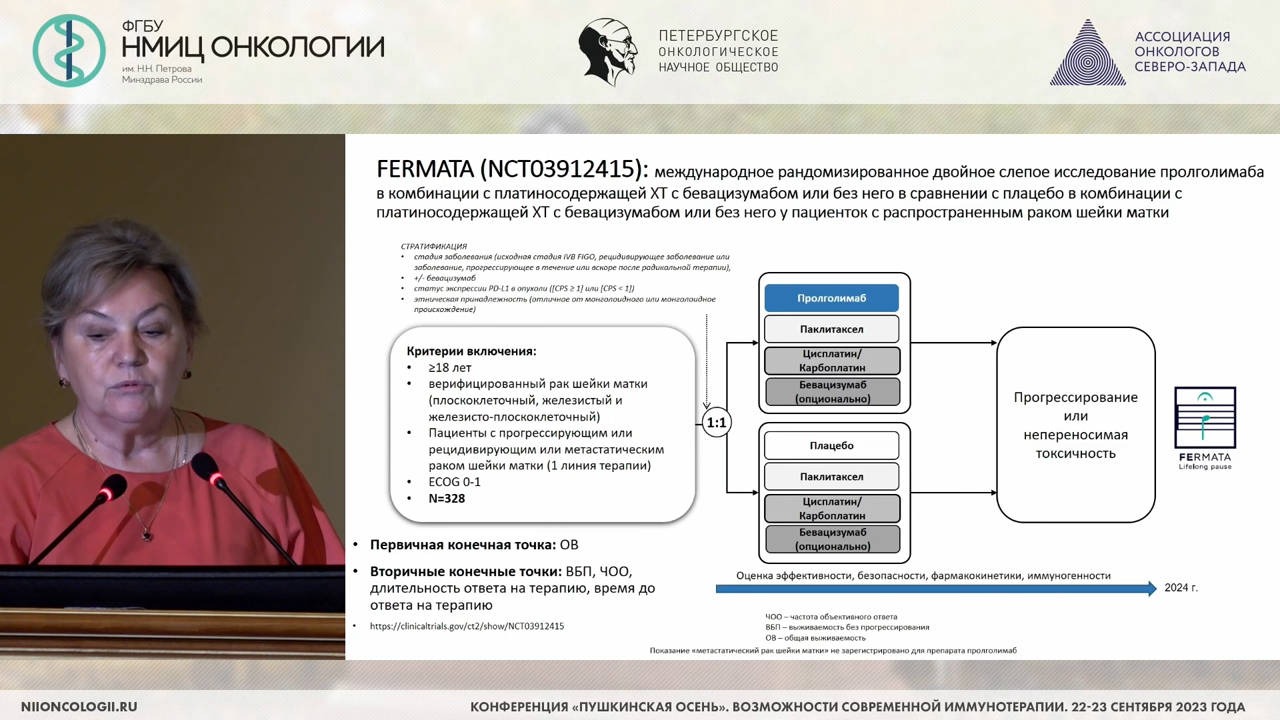 ФГБУ
НМИЦ ОНКОЛОГИИ
им. Н.Н. Петрова
Минздрава России
ПЕТЕРБУРГСКОЕ
ОНКОЛОГИЧЕСКОЕ
НАУЧНОЕ ОБЩЕСТВО
АССОЦИАЦИЯ
ОНКОЛОГОВ
СЕВЕРО-ЗАПАДА
FERMATA (NCT03912415): международное рандомизированное двойное слепое исследование пролголимаба
в комбинации с платиносодержащей ХТ с бевацизумабом или без него в сравнении с плацебо в комбинации с
платиносодержащей ХТ с бевацизумабом или без него у пациенток с распространенным раком шейки матки
СТРАТИФИКАЦИЯ
• стадия заболевания (исходная стадия IVB FIGO, рецидивирующее заболевание или
заболевание, прогрессирующее в течение или вскоре после радикальной терапии),
• +/- бевацизумаб
• статус экспрессии PD-L1 в опухоли ([CPS ≥ 1] или [CPS < 1])
• этническая принадлежность (отличное от монголоидного или монголоидное
происхождение)
Критерии включения:
• ≥18 лет
• верифицированный рак шейки матки
(плоскоклеточный, железистый и
железисто-плоскоклеточный)
• Пациенты с прогрессирующим или
рецидивирующим или метастатическим
раком шейки матки (1 линия терапии)
• ECOG 0-1
• N=328
1:1
Пролголимаб
Паклитаксел
Цисплатин/
Карбоплатин
Бевацизумаб
(опционально)
Плацебо
Паклитаксел
Цисплатин/
Карбоплатин
Бевацизумаб
(опционально)
Прогрессирование
или
непереносимая
токсичность
FERMATA
Lifelong pause
• Первичная конечная точка: ОВ
• Вторичные конечные точки: ВБП, ЧОО,
длительность ответа на терапию, время до
ответа на терапию
• https://clinicaltrials.gov/ct2/show/NCT03912415
Оценка эффективности, безопасности, фармакокинетики, иммуногенности
2024 г.
ЧОО – частота объективного ответа
ВБП – выживаемость без прогрессирования
ОВ – общая выживаемость
Показание «метастатический рак шейки матки» не зарегистрировано для препарата пролголимаб
NIIONCOLOGII.RU
КОНФЕРЕНЦИЯ «ПУШКИНСКАЯ ОСЕНЬ». ВОЗМОЖНОСТИ СОВРЕМЕННОЙ ИММУНОТЕРАПИИ. 22-23 СЕНТЯБРЯ 2023 ГОДА